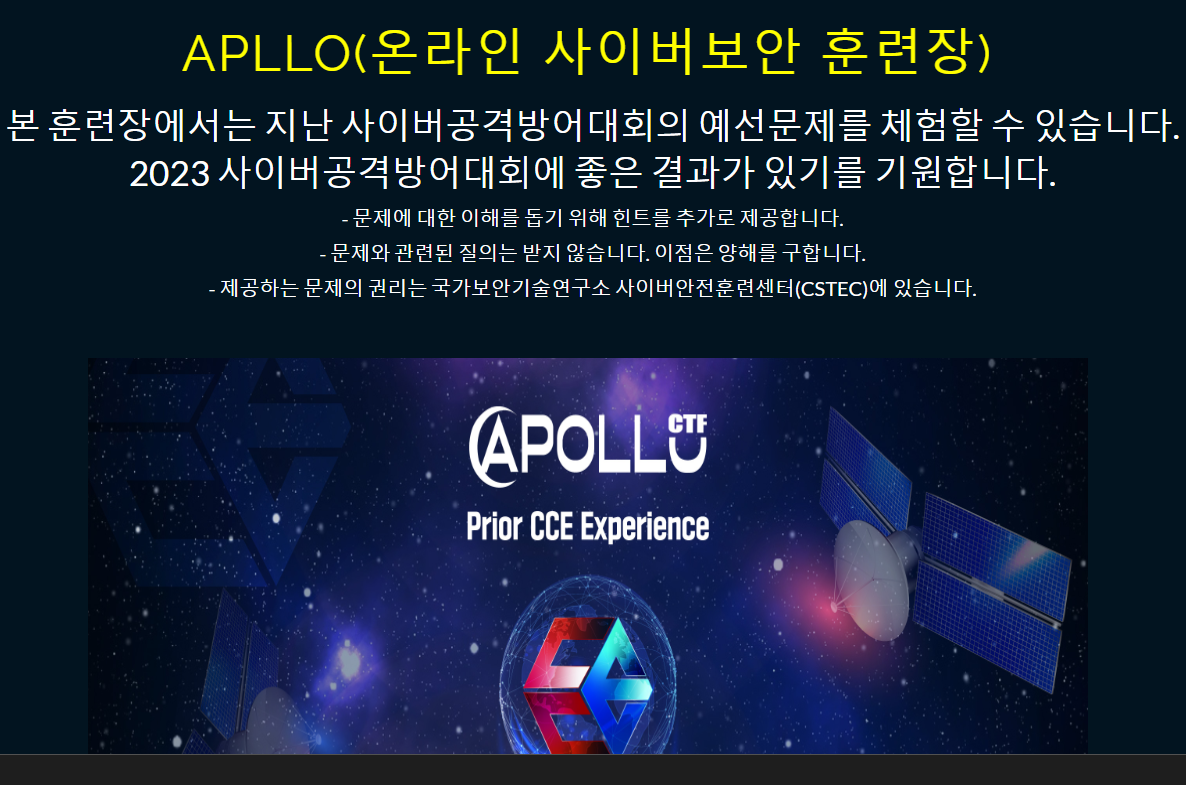 APLLO(온라인 사이버보안 훈련장)
본 훈련장에서는 지난 사이버공격방어대회의 예선문제를 체험할 수 있습니다.
2023 사이버공격방어대회에 좋은 결과가 있기를 기원합니다.
- 문제에 대한 이해를 돕기 위해 힌트를 추가로 제공합니다.
- 문제와 관련된 질의는 받지 않습니다. 이점은 양해를 구합니다.
- 제공하는 문제의 권리는 국가보안기술연구소 사이버안전훈련센터(CSTEC)에 있습니다.
APOLLO CTF
Prior CCE Experience